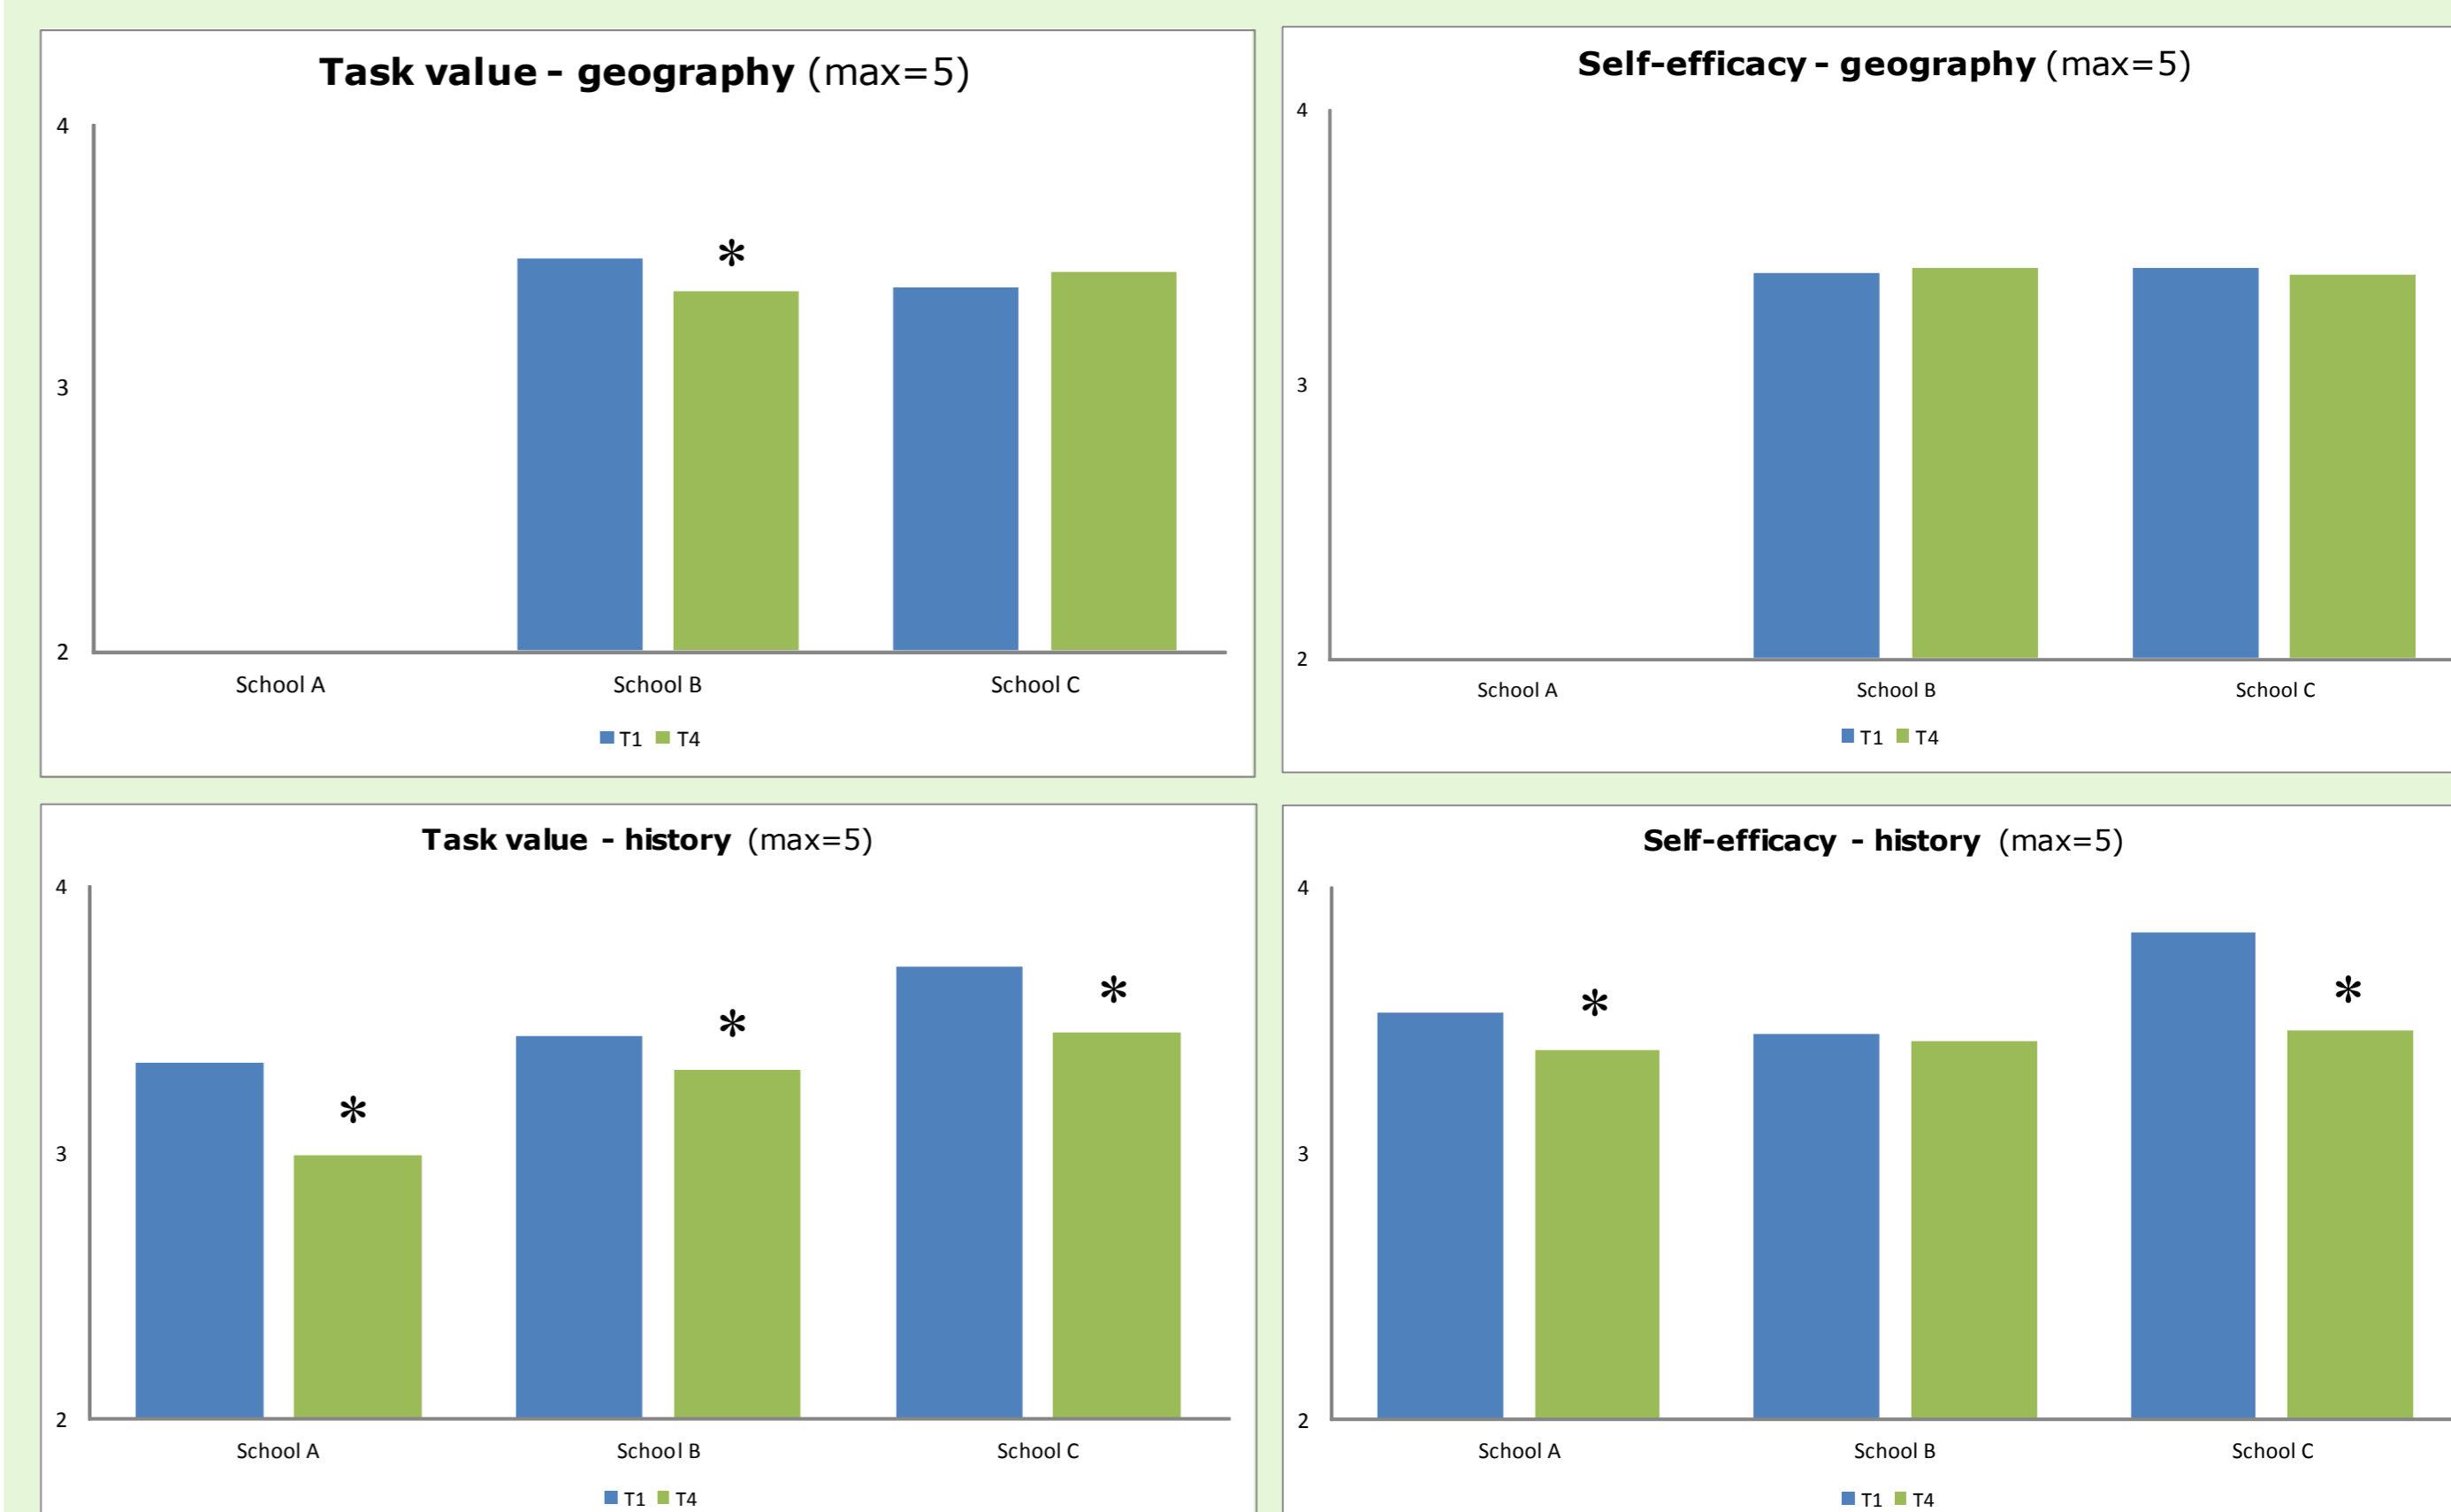 Task value - geography (max=5)
4
*
3
2
School A School B School C
T1 T4
Self-efficacy - geography (max=5)
4
3
2
School A School B School C
T1 T4
Task value - history (max=5)
4
*
*
*
3
2
School A School B School C
T1 T4
Self-efficacy - history (max=5)
4
* *
3
2
School A School B School C
T1 T4